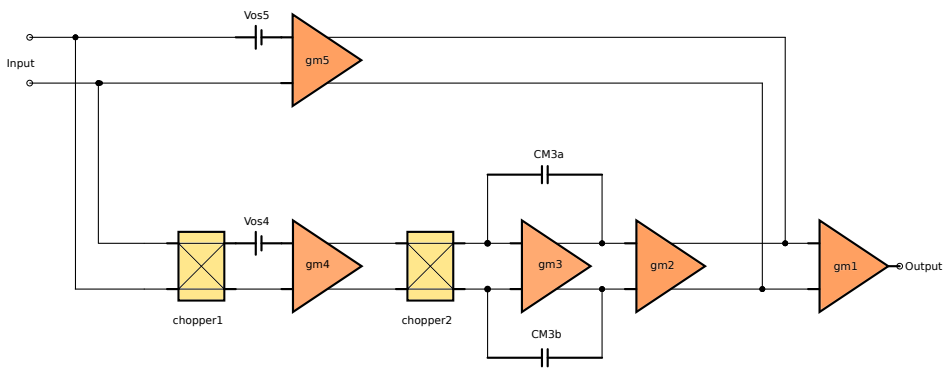 Vos5
gm5
Input
CM3a
Vos4
gm4
gm3
gm2
gm1
Output
chopper1
chopper2
CM3b